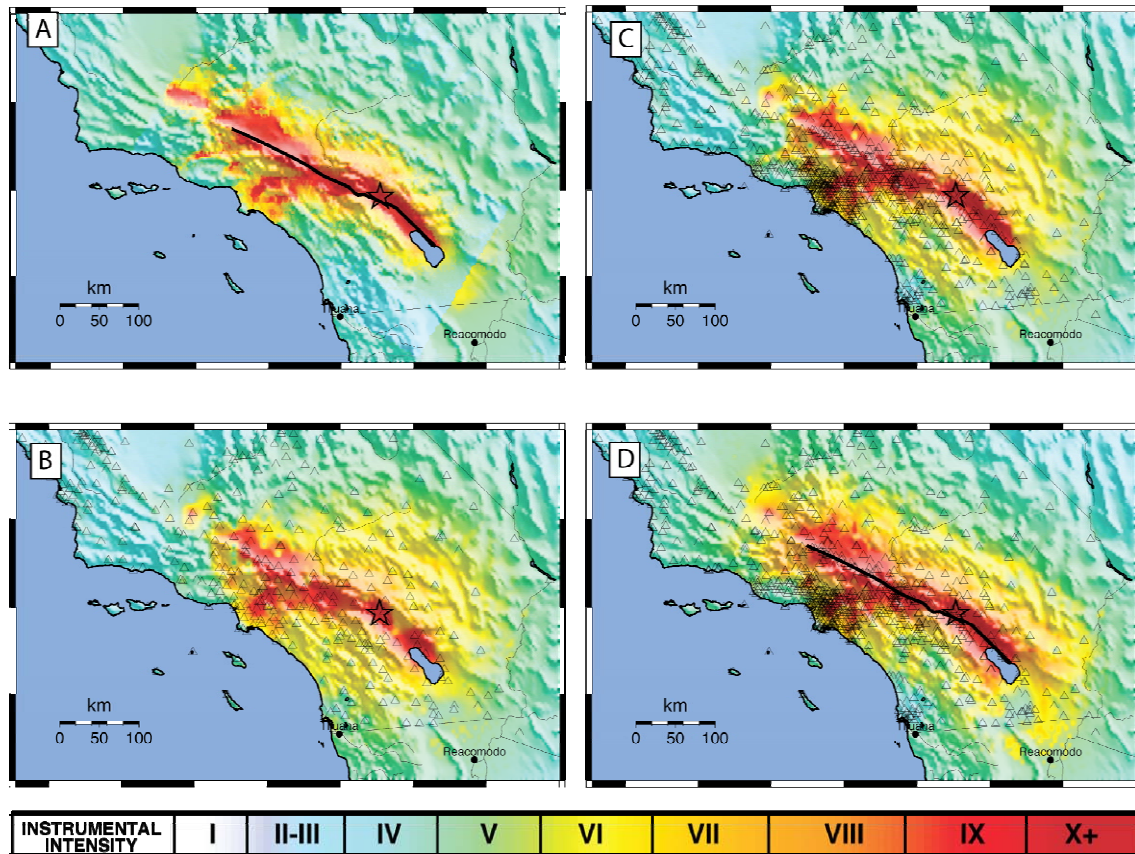 A
km
0 50 100
Tijuana
Reacomodo
C
km
0 50 100
Tijuana
Reacomodo
B
km
0 50 100
Tijuana
Reacomodo
D
km
0 50 100
Tijuana
Reacomodo
INSTRUMENTAL INTENSITY
I II-III IV V VI VII VIII IX X+